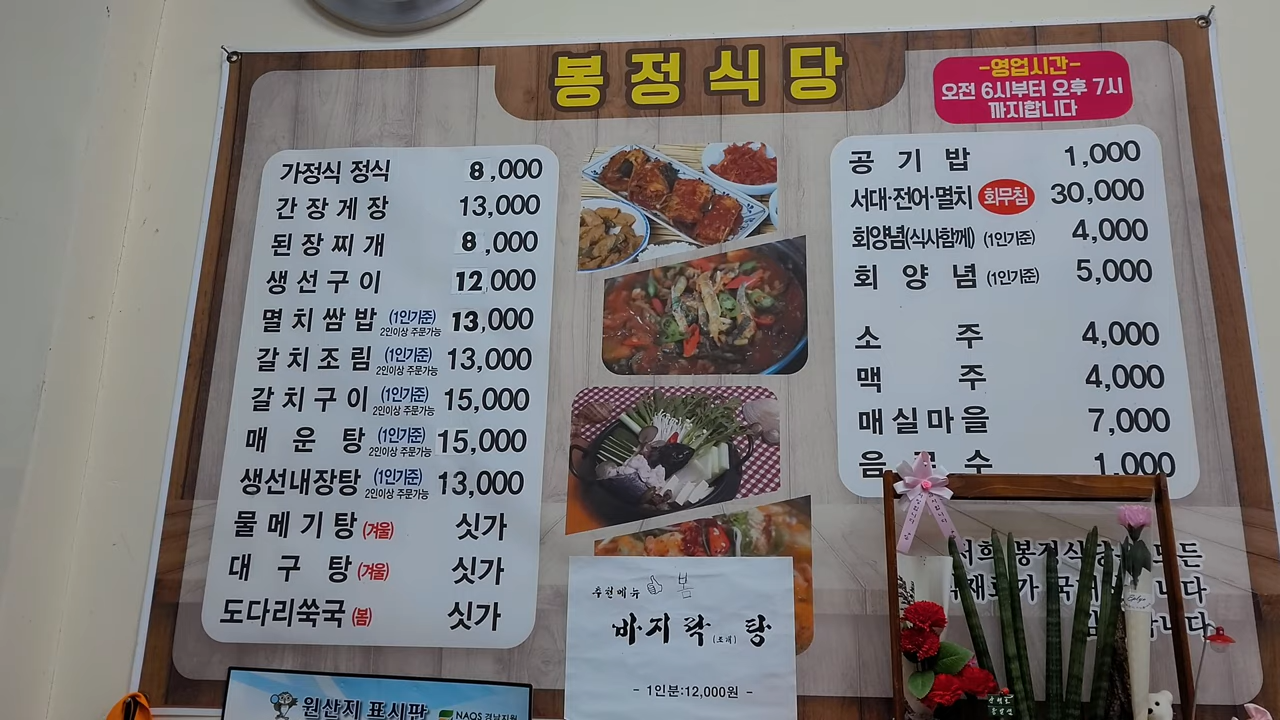 봉정식당
-영업시간-
오전 6시부터 오후 7시
까지합니다
가정식 정식 8,000
간장게장 13,000
된장찌개 8,000
생선구이 12,000
멸치쌈밥 (1인기준) 2인이상 주문가능 13,000
갈치조림 (1인기준) 2인이상 주문가능 13,000
갈치구이 (1인기준) 2인이상 주문가능 15,000
매운탕 (1인기준) 2인이상 주문가능 15,000
생선내장탕 (1인기준) 2인이상 주문가능 13,000
물메기탕 (겨울) 싯가
대구탕 (겨울) 싯가
도다리쑥국 (봄) 싯가
공기밥 1,000
서대·전어·멸치 회무침 30,000
회양념(식사함께) (1인기준) 4,000
회양념 (1인기준) 5,000
소주 4,000
맥주 4,000
매실마을 7,000
음료수 1,000
추천메뉴 봄
바지락(조개)탕
- 1인분:12,000원 -
원산지 표시판
NAQS 경남지원